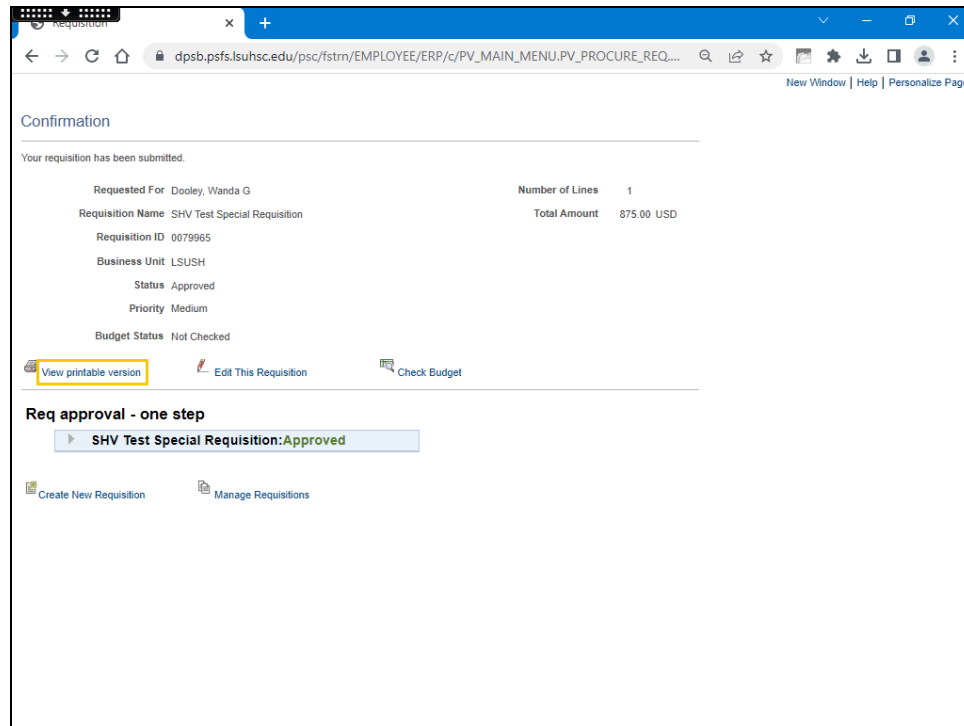 Requisition
dpsb.psfs.lsuhsc.edu/psc/fstrn/EMPLOYEE/ERP/c/PV_MAIN_MENU.PV_PROCURE_REQ....
New Window | Help | Personalize Pag
Confirmation
Your requisition has been submitted.
Requested For Dooley, Wanda G Number of Lines 1
Requisition Name SHV Test Special Requisition Total Amount 875.00 USD
Requisition ID 0079965
Business Unit LSUSH
Status Approved
Priority Medium
Budget Status Not Checked
View printable version Edit This Requisition Check Budget
Req approval - one step
SHV Test Special Requisition:Approved
Create New Requisition Manage Requisitions